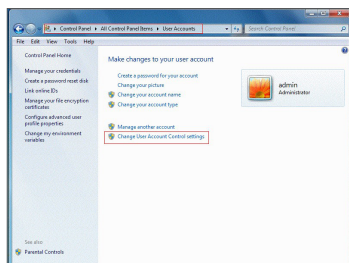 Control Panel ▸ All Control Panel Items ▸ User Accounts
Search Control Panel
File Edit View Tools Help
Control Panel Home
Manage your credentials
Create a password reset disk
Link online IDs
Manage your file encryption
certificates
Configure advanced user
profile properties
Change my environment
variables
See also
Parental Controls
Make changes to your user account
Create a password for your account
Change your picture
Change your account name
Change your account type
Manage another account
Change User Account Control settings
admin
Administrator